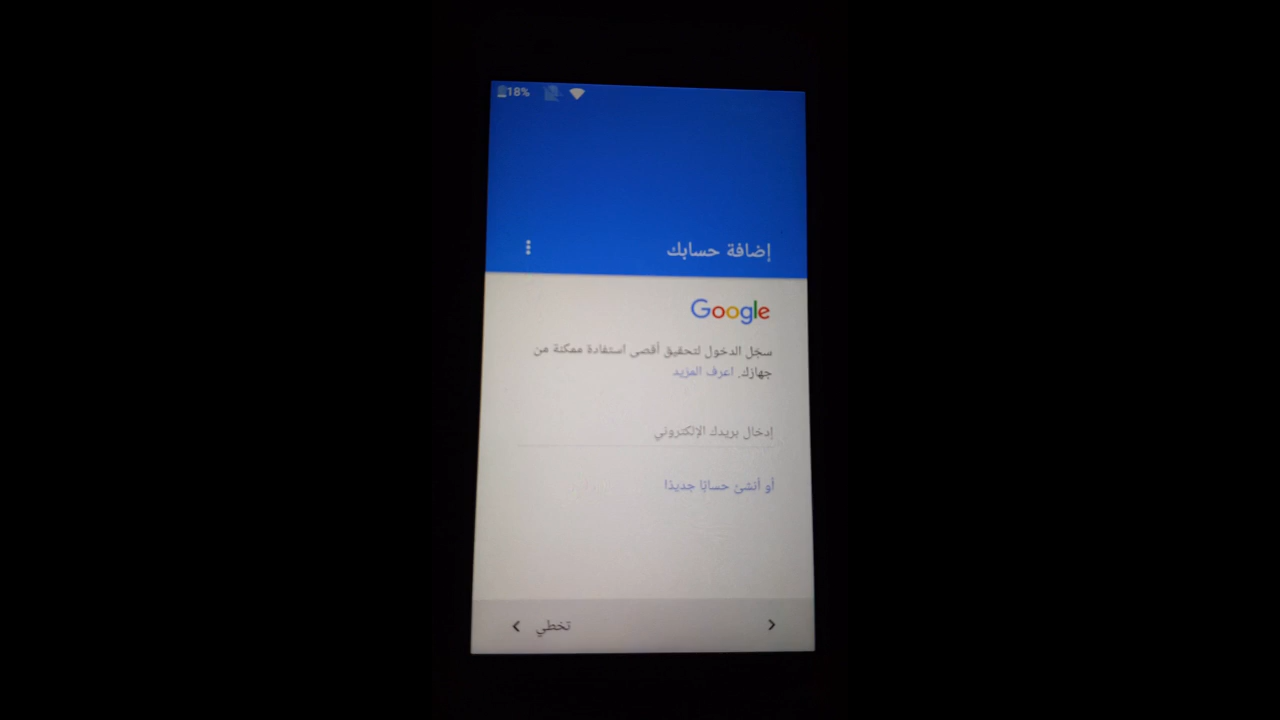 18%
إضافة حسابك
Google
سجّل الدخول لتحقيق أقصى استفادة ممكنة من
جهازك. اعرف المزيد
إدخال بريدك الإلكتروني
أو أنشئ حسابًا جديدًا
تخطي